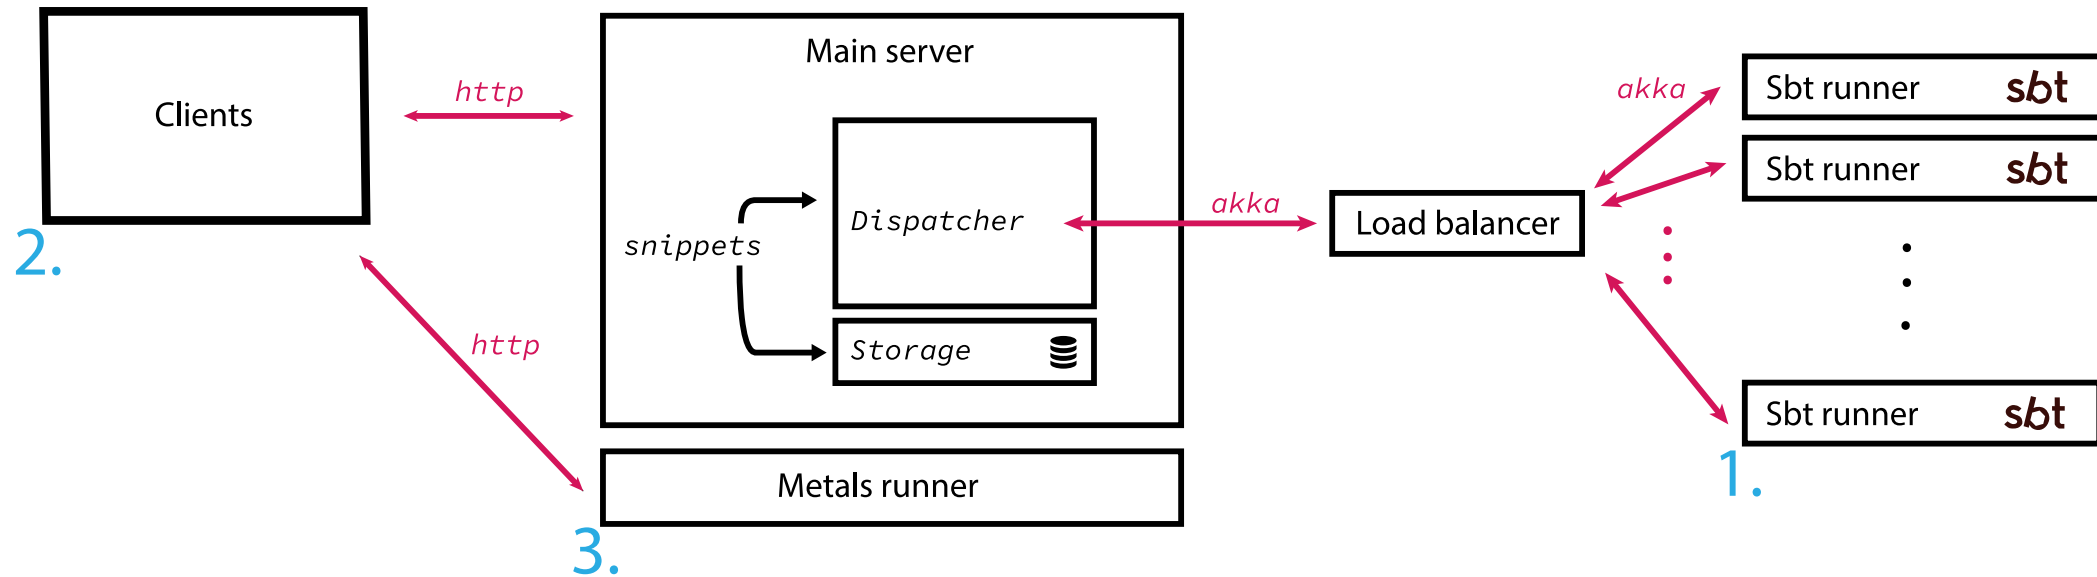 Clients
2.
http
http
Main server
snippets
Dispatcher
Storage
Metals runner
3.
akka
Load balancer
akka
Sbt runner sbt
Sbt runner sbt
Sbt runner sbt
1.